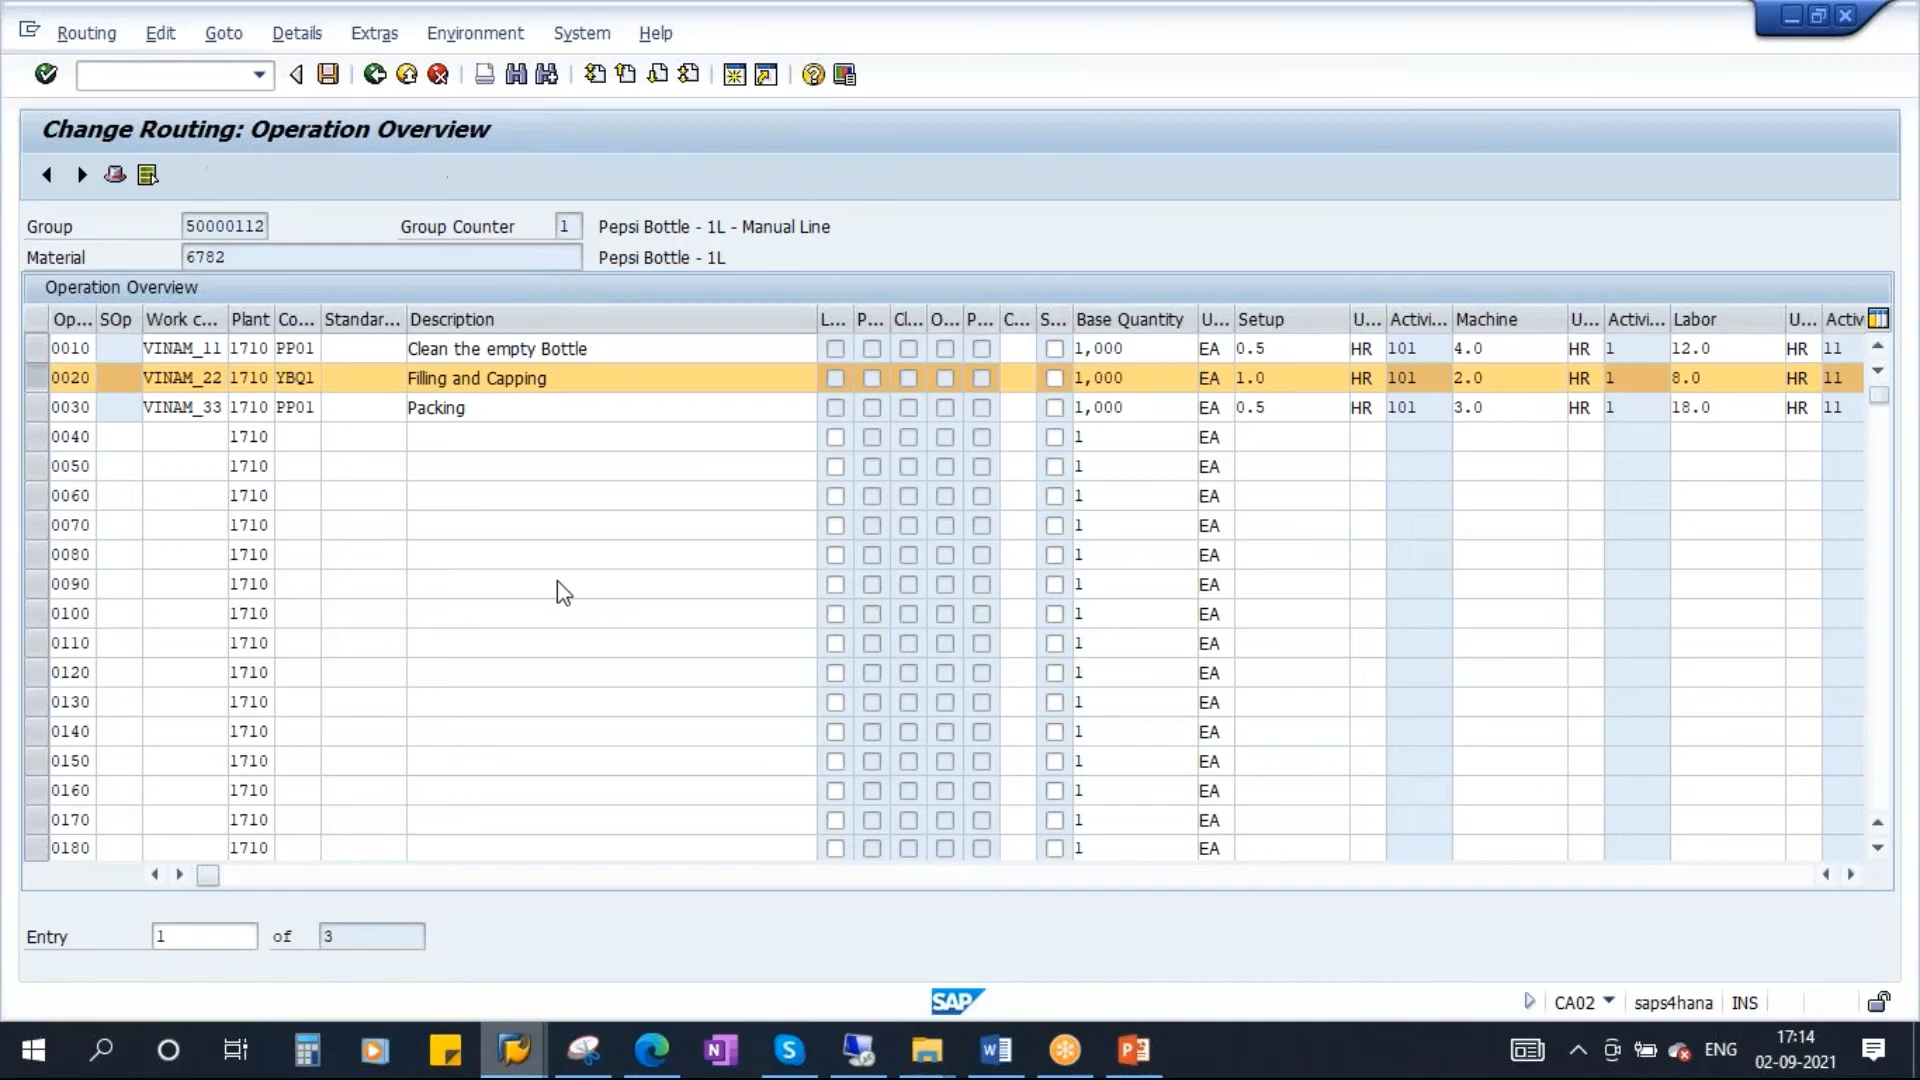 Routing Edit Goto Details Extras Environment System Help
Change Routing: Operation Overview
Group 50000112 Group Counter 1 Pepsi Bottle - 1L - Manual Line
Material 6782 Pepsi Bottle - 1L
Operation Overview
Op... SOp Work c... Plant Co... Standar... Description L... P... Cl... O... P... C... S... Base Quantity U... Setup U... Activi... Machine U... Activi... Labor U... Activ
0010 VINAM_11 1710 PP01 Clean the empty Bottle 1,000 EA 0.5 HR 101 4.0 HR 1 12.0 HR 11
0020 VINAM_22 1710 YBQ1 Filling and Capping 1,000 EA 1.0 HR 101 2.0 HR 1 8.0 HR 11
0030 VINAM_33 1710 PP01 Packing 1,000 EA 0.5 HR 101 3.0 HR 1 18.0 HR 11
0040 1710 1 EA
0050 1710 1 EA
0060 1710 1 EA
0070 1710 1 EA
0080 1710 1 EA
0090 1710 1 EA
0100 1710 1 EA
0110 1710 1 EA
0120 1710 1 EA
0130 1710 1 EA
0140 1710 1 EA
0150 1710 1 EA
0160 1710 1 EA
0170 1710 1 EA
0180 1710 1 EA
Entry 1 of 3
SAP CA02 saps4hana INS
ENG 17:14
02-09-2021